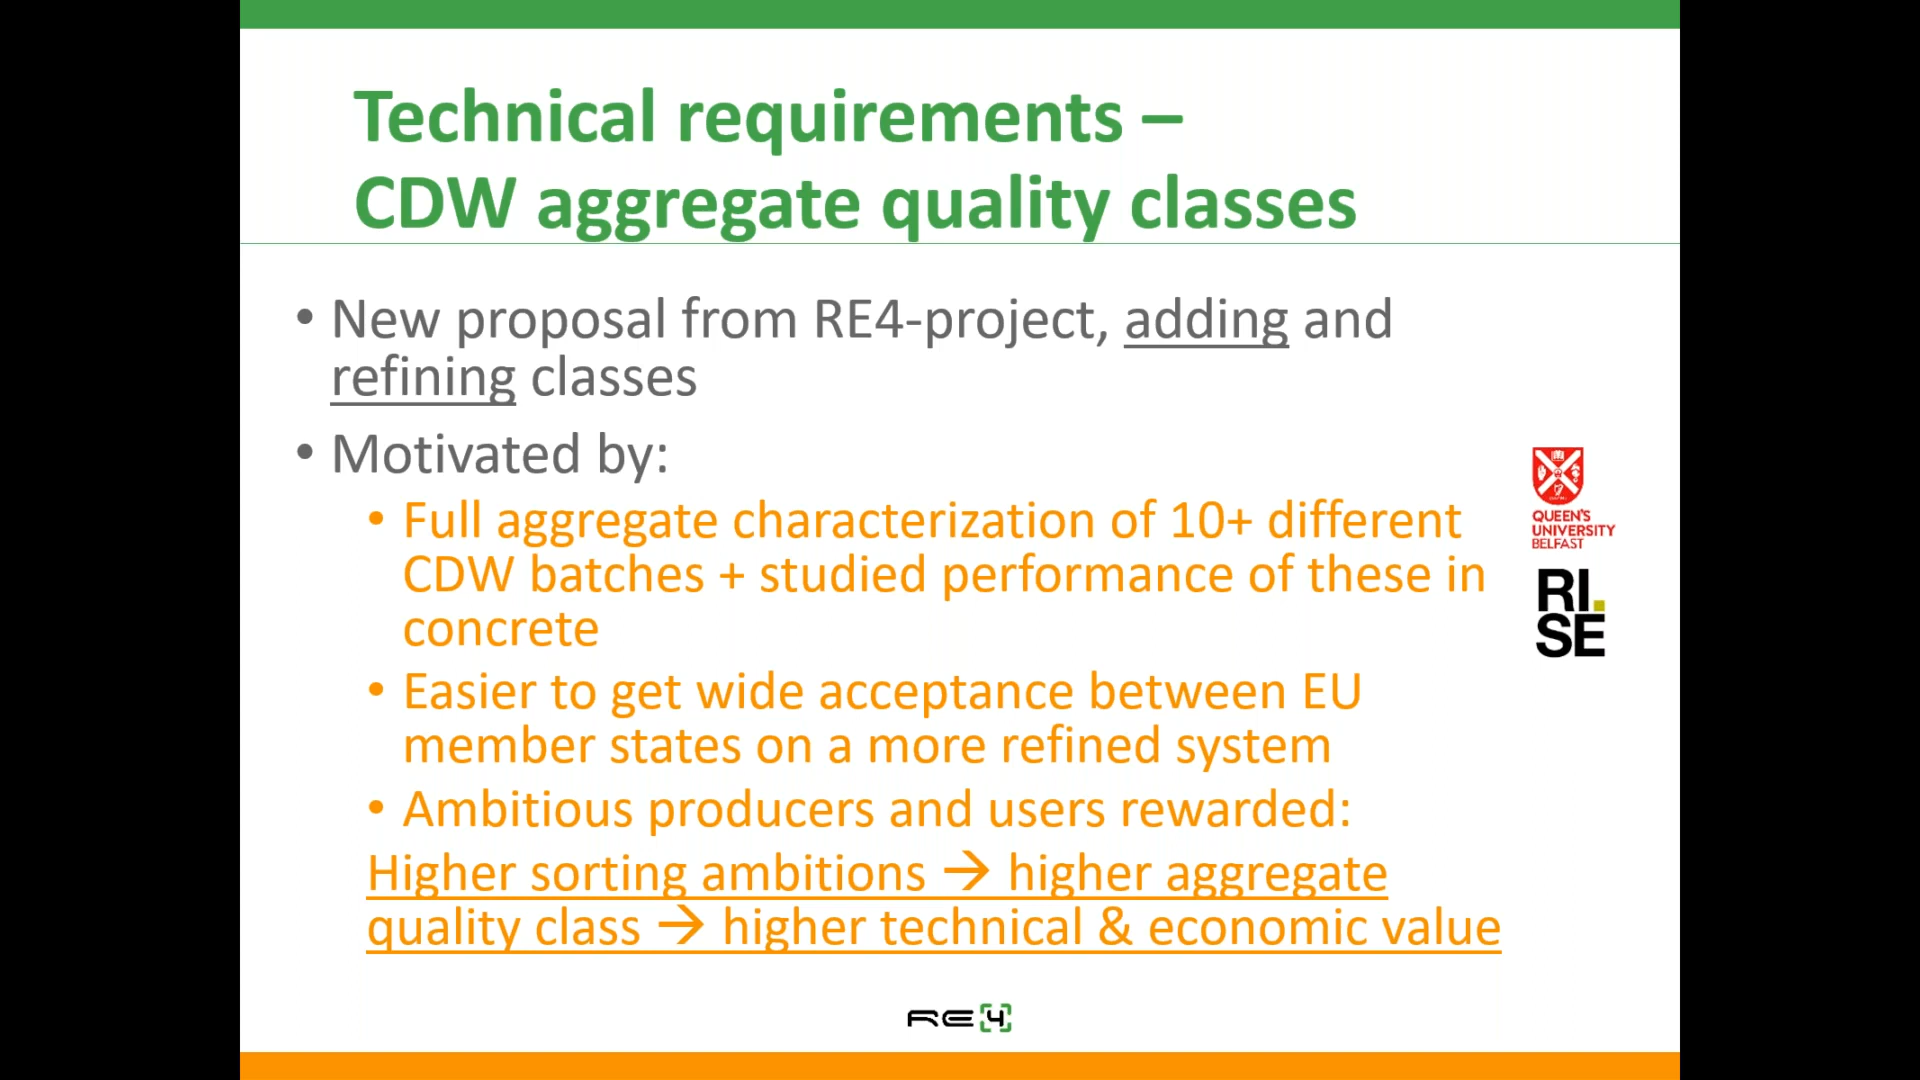 Technical requirements –
CDW aggregate quality classes
• New proposal from RE4-project, adding and
refining classes
• Motivated by:
• Full aggregate characterization of 10+ different
CDW batches + studied performance of these in
concrete
• Easier to get wide acceptance between EU
member states on a more refined system
• Ambitious producers and users rewarded:
Higher sorting ambitions → higher aggregate
quality class → higher technical & economic value
QUEEN'S
UNIVERSITY
BELFAST
RI.
SE
RE4